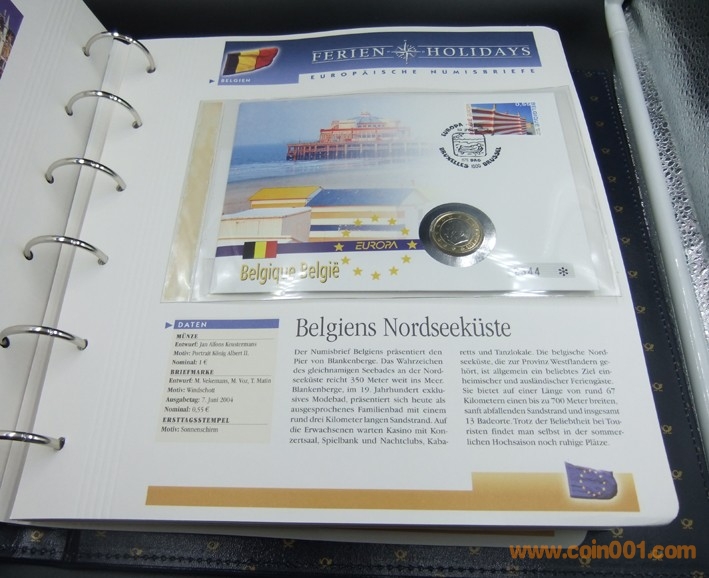 BELGIEN
FERIEN HOLIDAYS
EUROPÄISCHE NUMISBRIEFE
EUROPA
BRUXELLES 1000 BRUSSEL
EUROPA
Belgique België
DATEN
MÜNZE
Entwurf: Jan Alfons Keustermans
Motiv: Portrait König Albert II.
Nominal: 1 €
BRIEFMARKE
Entwurf: M. Vekemans, M. Voz, T. Matin
Motiv: Windschott
Ausgabetag: 7. Juni 2004
Nominal: 0,55 €
ERSTTAGSSTEMPEL
Motiv: Sonnenschirm
Belgiens Nordseeküste
Der Numisbrief Belgiens präsentiert den
Pier von Blankenberge. Das Wahrzeichen
des gleichnamigen Seebades an der Nord-
seeküste reicht 350 Meter weit ins Meer.
Blankenberge, im 19. Jahrhundert exklu-
sives Modebad, präsentiert sich heute als
ausgesprochenes Familienbad mit einem
rund drei Kilometer langen Sandstrand. Auf
die Erwachsenen warten Kasino mit Kon-
zertsaal, Spielbank und Nachtclubs, Kaba-
retts und Tanzlokale. Die belgische Nord-
seeküste, die zur Provinz Westflandern ge-
hört, ist allgemein ein beliebtes Ziel ein-
heimischer und ausländischer Feriengäste.
Sie bietet auf einer Länge von rund 67
Kilometern einen bis zu 700 Meter breiten,
sanft abfallenden Sandstrand und insgesamt
13 Badeorte. Trotz der Beliebtheit bei Tou-
risten findet man selbst in der sommer-
lichen Hochsaison noch ruhige Plätze.
www.coin001.com